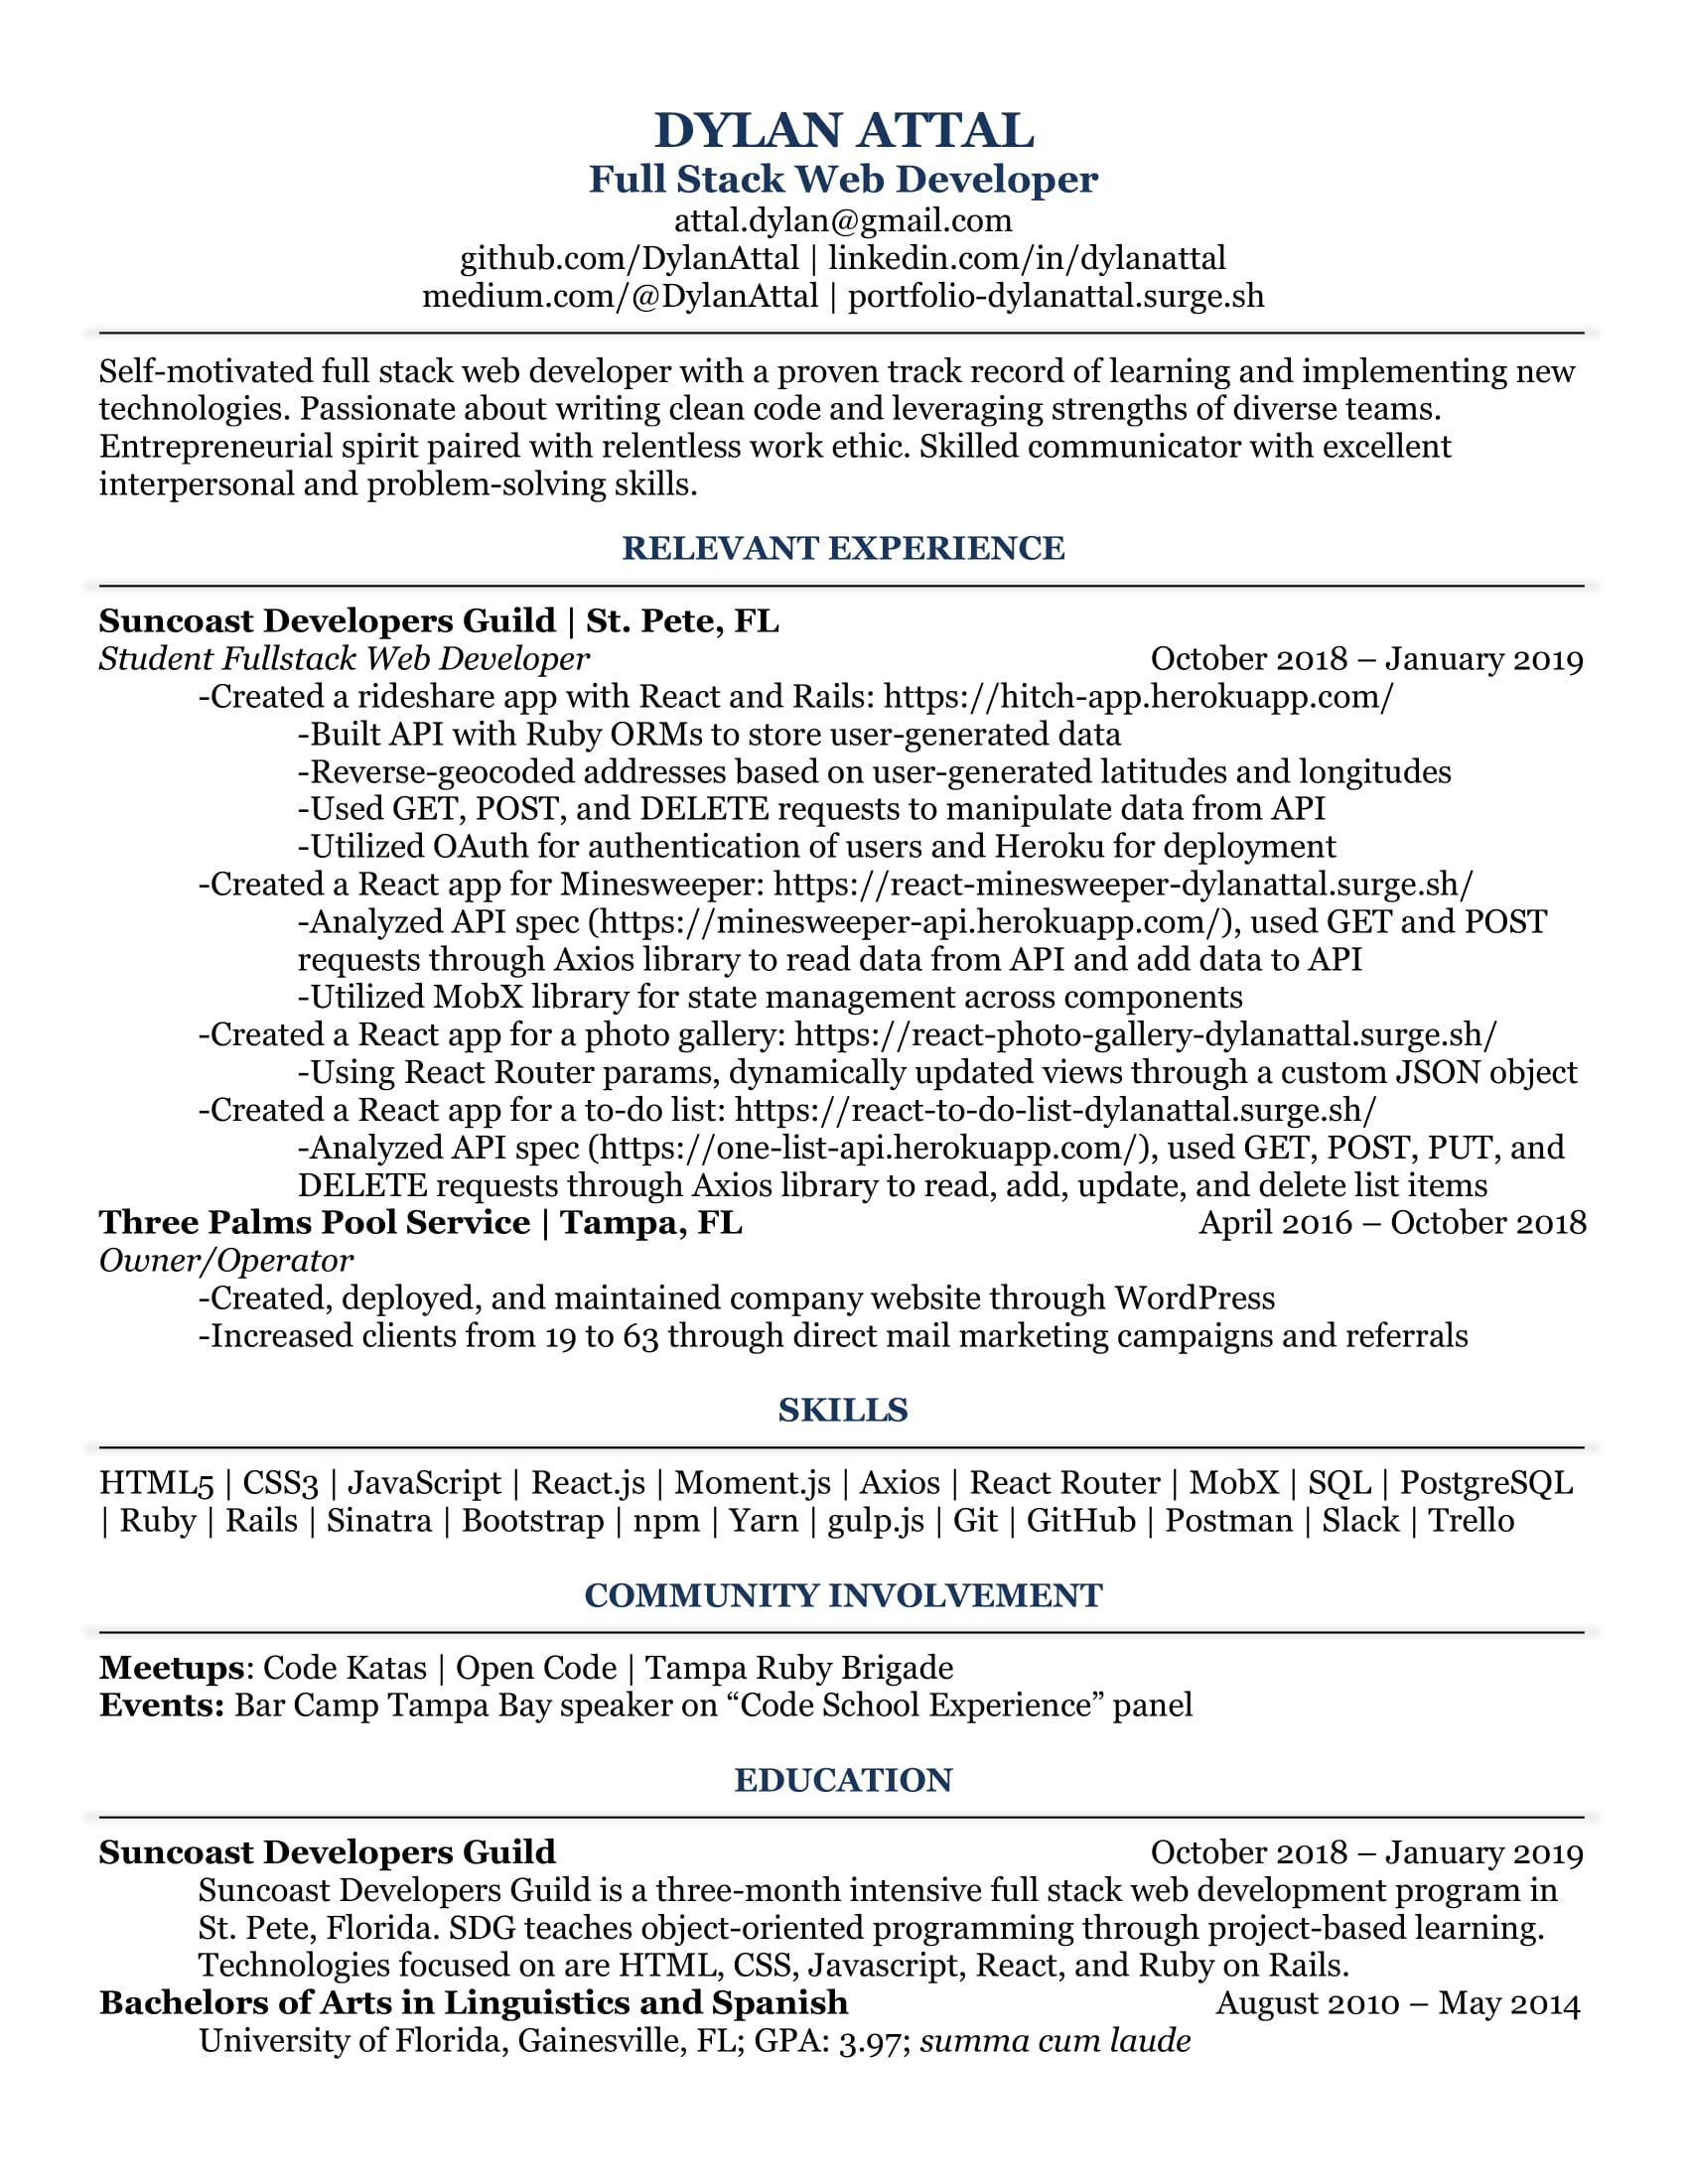 DYLAN ATTAL
Full Stack Web Developer
attal.dylan@gmail.com
github.com/DylanAttal | linkedin.com/in/dylanattal
medium.com/@DylanAttal | portfolio-dylanattal.surge.sh
Self-motivated full stack web developer with a proven track record of learning and implementing new
technologies. Passionate about writing clean code and leveraging strengths of diverse teams.
Entrepreneurial spirit paired with relentless work ethic. Skilled communicator with excellent
interpersonal and problem-solving skills.
RELEVANT EXPERIENCE
Suncoast Developers Guild | St. Pete, FL
Student Fullstack Web Developer October 2018 – January 2019
-Created a rideshare app with React and Rails: https://hitch-app.herokuapp.com/
-Built API with Ruby ORMs to store user-generated data
-Reverse-geocoded addresses based on user-generated latitudes and longitudes
-Used GET, POST, and DELETE requests to manipulate data from API
-Utilized OAuth for authentication of users and Heroku for deployment
-Created a React app for Minesweeper: https://react-minesweeper-dylanattal.surge.sh/
-Analyzed API spec (https://minesweeper-api.herokuapp.com/), used GET and POST
requests through Axios library to read data from API and add data to API
-Utilized MobX library for state management across components
-Created a React app for a photo gallery: https://react-photo-gallery-dylanattal.surge.sh/
-Using React Router params, dynamically updated views through a custom JSON object
-Created a React app for a to-do list: https://react-to-do-list-dylanattal.surge.sh/
-Analyzed API spec (https://one-list-api.herokuapp.com/), used GET, POST, PUT, and
DELETE requests through Axios library to read, add, update, and delete list items
Three Palms Pool Service | Tampa, FL April 2016 – October 2018
Owner/Operator
-Created, deployed, and maintained company website through WordPress
-Increased clients from 19 to 63 through direct mail marketing campaigns and referrals
SKILLS
HTML5 | CSS3 | JavaScript | React.js | Moment.js | Axios | React Router | MobX | SQL | PostgreSQL
| Ruby | Rails | Sinatra | Bootstrap | npm | Yarn | gulp.js | Git | GitHub | Postman | Slack | Trello
COMMUNITY INVOLVEMENT
Meetups: Code Katas | Open Code | Tampa Ruby Brigade
Events: Bar Camp Tampa Bay speaker on “Code School Experience” panel
EDUCATION
Suncoast Developers Guild October 2018 – January 2019
Suncoast Developers Guild is a three-month intensive full stack web development program in
St. Pete, Florida. SDG teaches object-oriented programming through project-based learning.
Technologies focused on are HTML, CSS, Javascript, React, and Ruby on Rails.
Bachelors of Arts in Linguistics and Spanish August 2010 – May 2014
University of Florida, Gainesville, FL; GPA: 3.97; summa cum laude